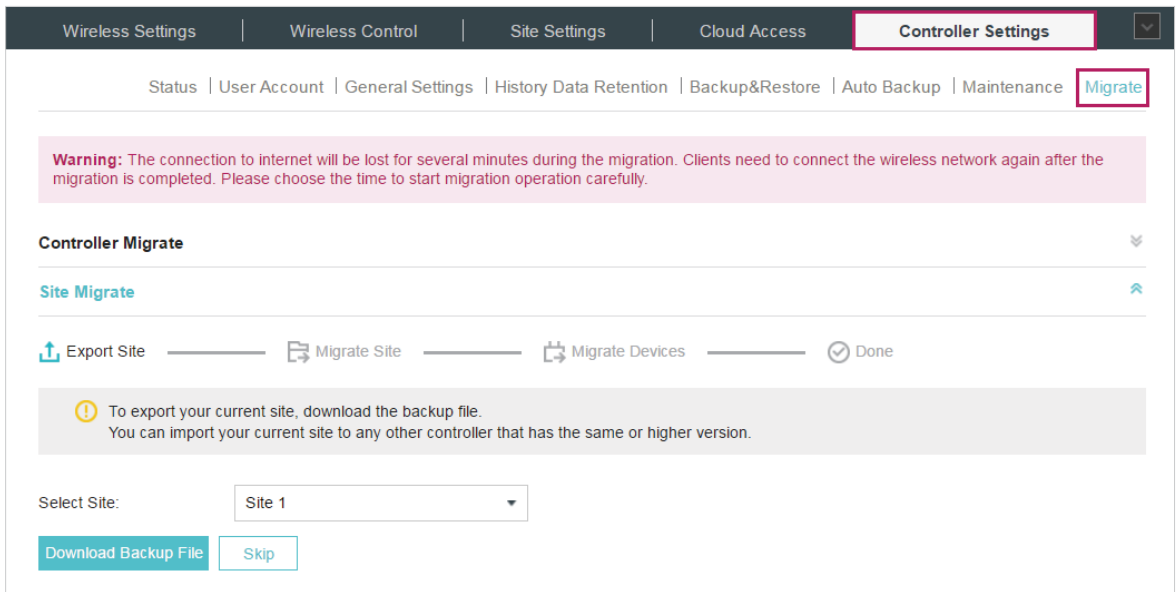 Wireless Settings | Wireless Control | Site Settings | Cloud Access Controller Settings
Status | User Account | General Settings | History Data Retention | Backup&Restore | Auto Backup | Maintenance Migrate
Warning: The connection to internet will be lost for several minutes during the migration. Clients need to connect the wireless network again after the
migration is completed. Please choose the time to start migration operation carefully.
Controller Migrate
Site Migrate
Export Site Migrate Site Migrate Devices Done
To export your current site, download the backup file.
You can import your current site to any other controller that has the same or higher version.
Select Site: Site 1
Download Backup File Skip